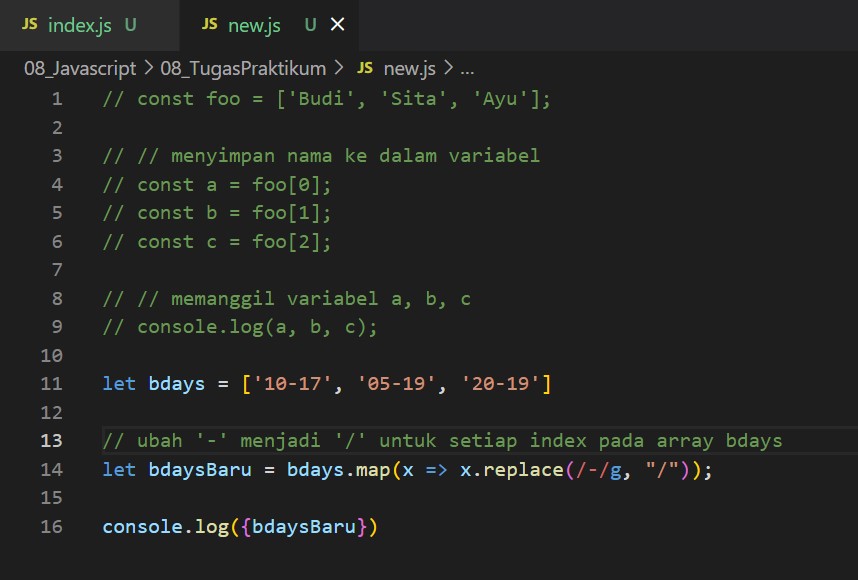 JS index.js U JS new.js U ×
08_Javascript > 08_TugasPraktikum > JS new.js > ...
1 // const foo = ['Budi', 'Sita', 'Ayu'];
2
3 // // menyimpan nama ke dalam variabel
4 // const a = foo[0];
5 // const b = foo[1];
6 // const c = foo[2];
7
8 // // memanggil variabel a, b, c
9 // console.log(a, b, c);
10
11 let bdays = ['10-17', '05-19', '20-19']
12
13 // ubah '-' menjadi '/' untuk setiap index pada array bdays
14 let bdaysBaru = bdays.map(x => x.replace(/-/g, "/"));
15
16 console.log({bdaysBaru})